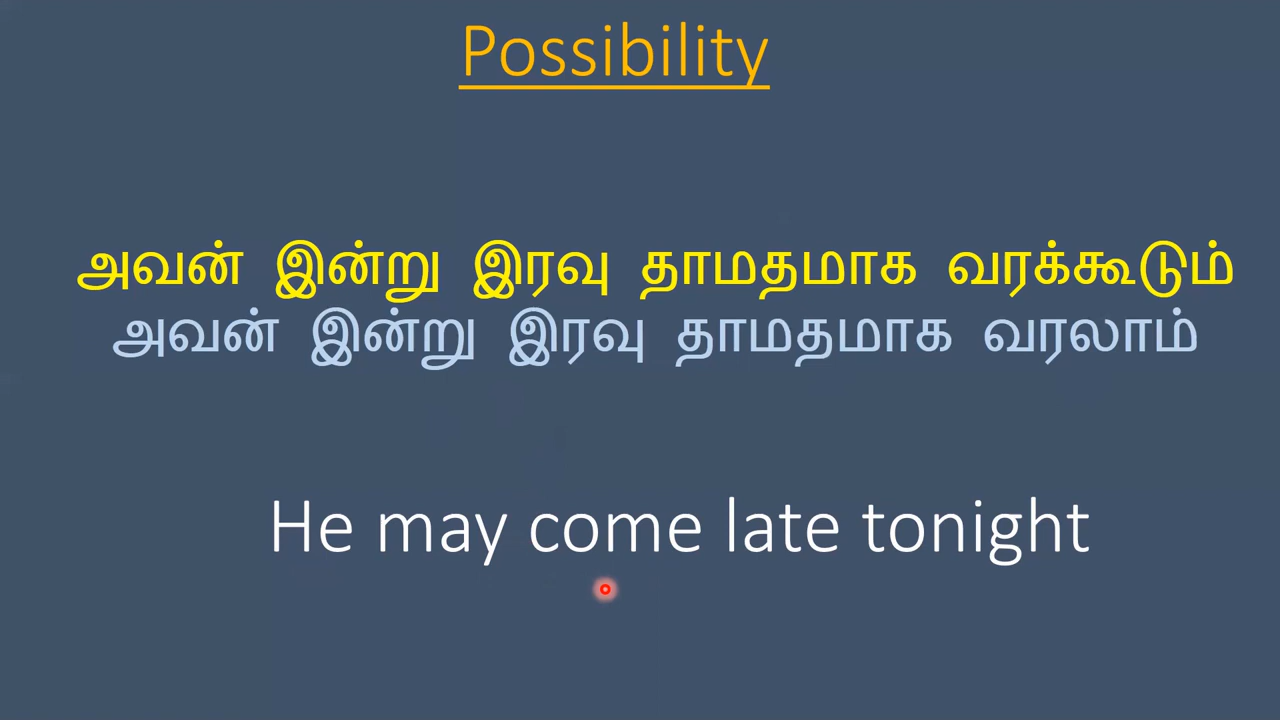 Possibility
அவன் இன்று இரவு தாமதமாக வரக்கூடும்
அவன் இன்று இரவு தாமதமாக வரலாம்
He may come late tonight